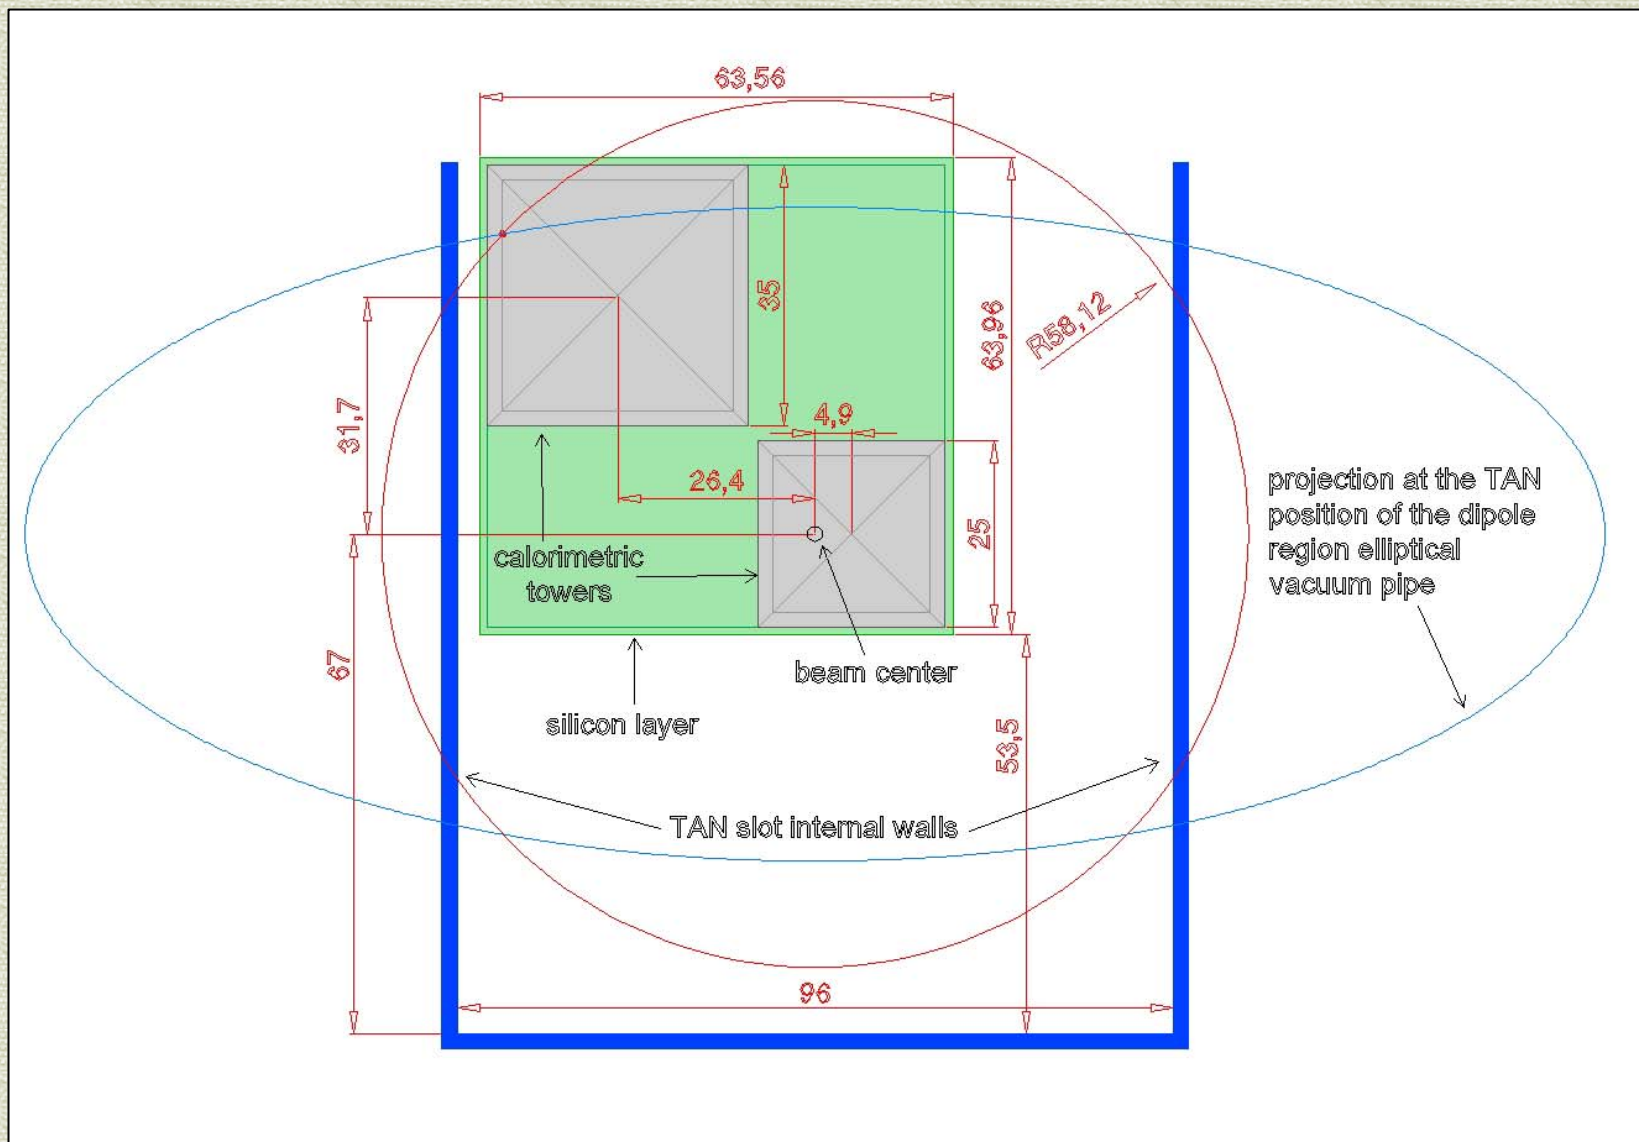 63,56
35
63,96
R58,12
31,7
4,9
26,4
25
projection at the TAN
position of the dipole
region elliptical
vacuum pipe
calorimetric
towers
67
beam center
silicon layer
53,5
TAN slot internal walls
96